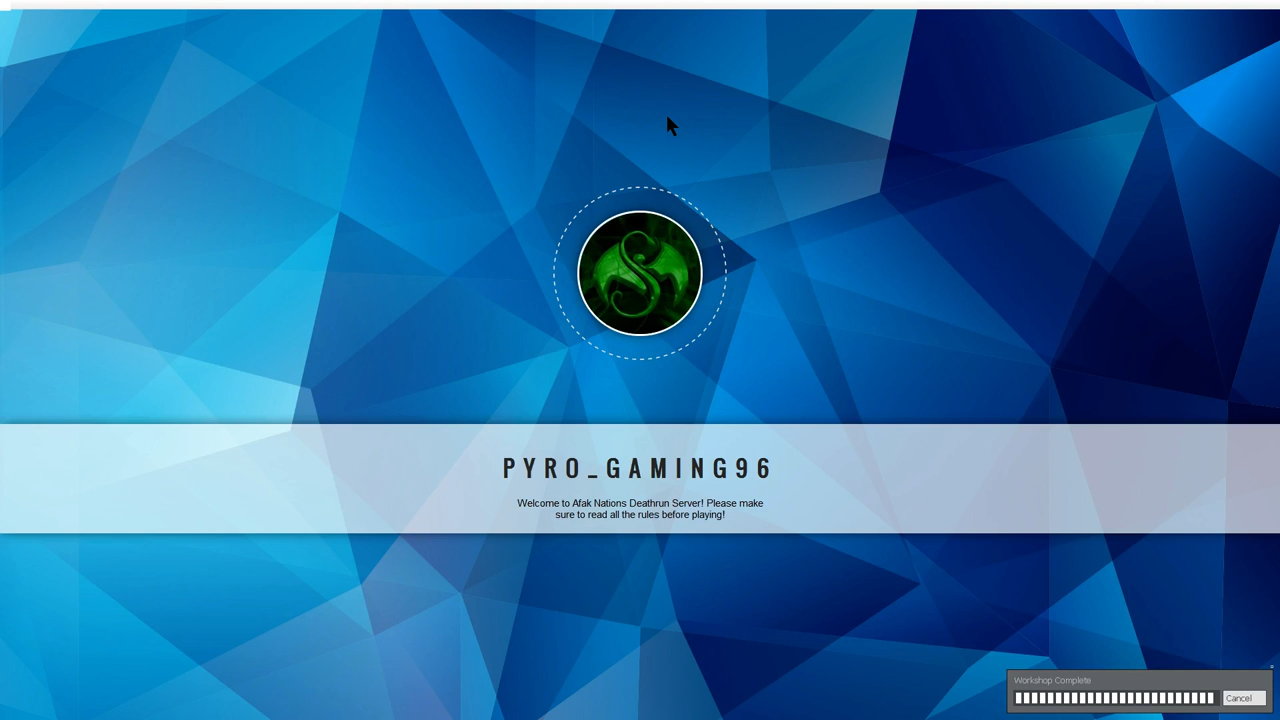 PYRO_GAMING96
Welcome to Afak Nations Deathrun Server! Please make
sure to read all the rules before playing!
Workshop Complete
Cancel